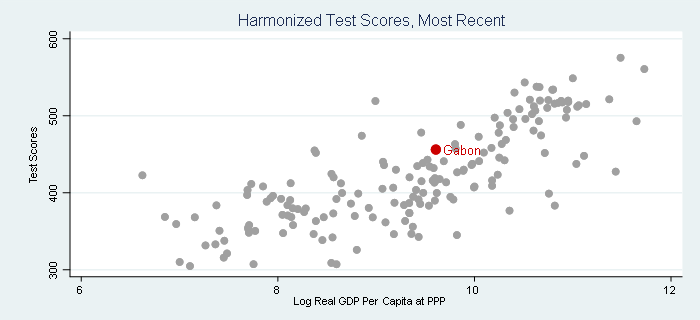 Harmonized Test Scores, Most Recent
600
500
400
300
Test Scores
Gabon
6
8
10
12
Log Real GDP Per Capita at PPP